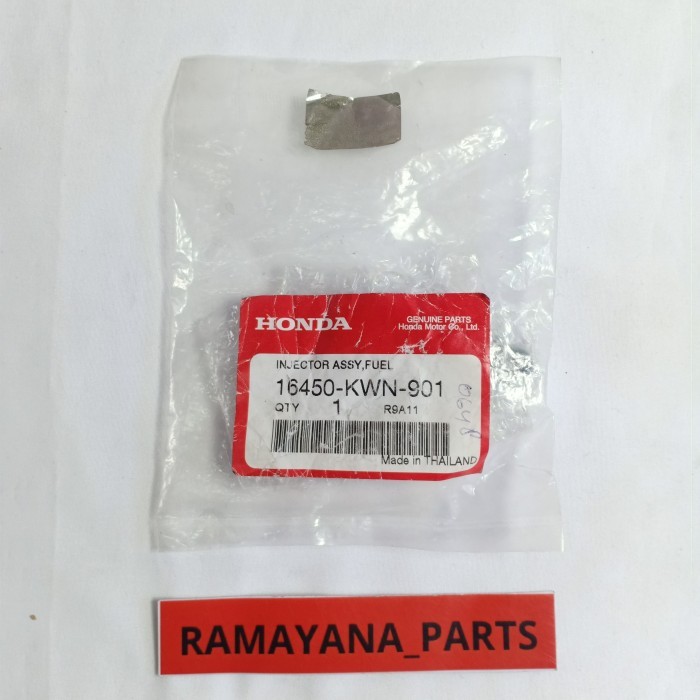 HONDA
GENUINE PARTS
Honda Motor Co., Ltd.
INJECTOR ASSY,FUEL
16450-KWN-901
QTY 1 R9A11
Made in THAILAND
RAMAYANA_PARTS